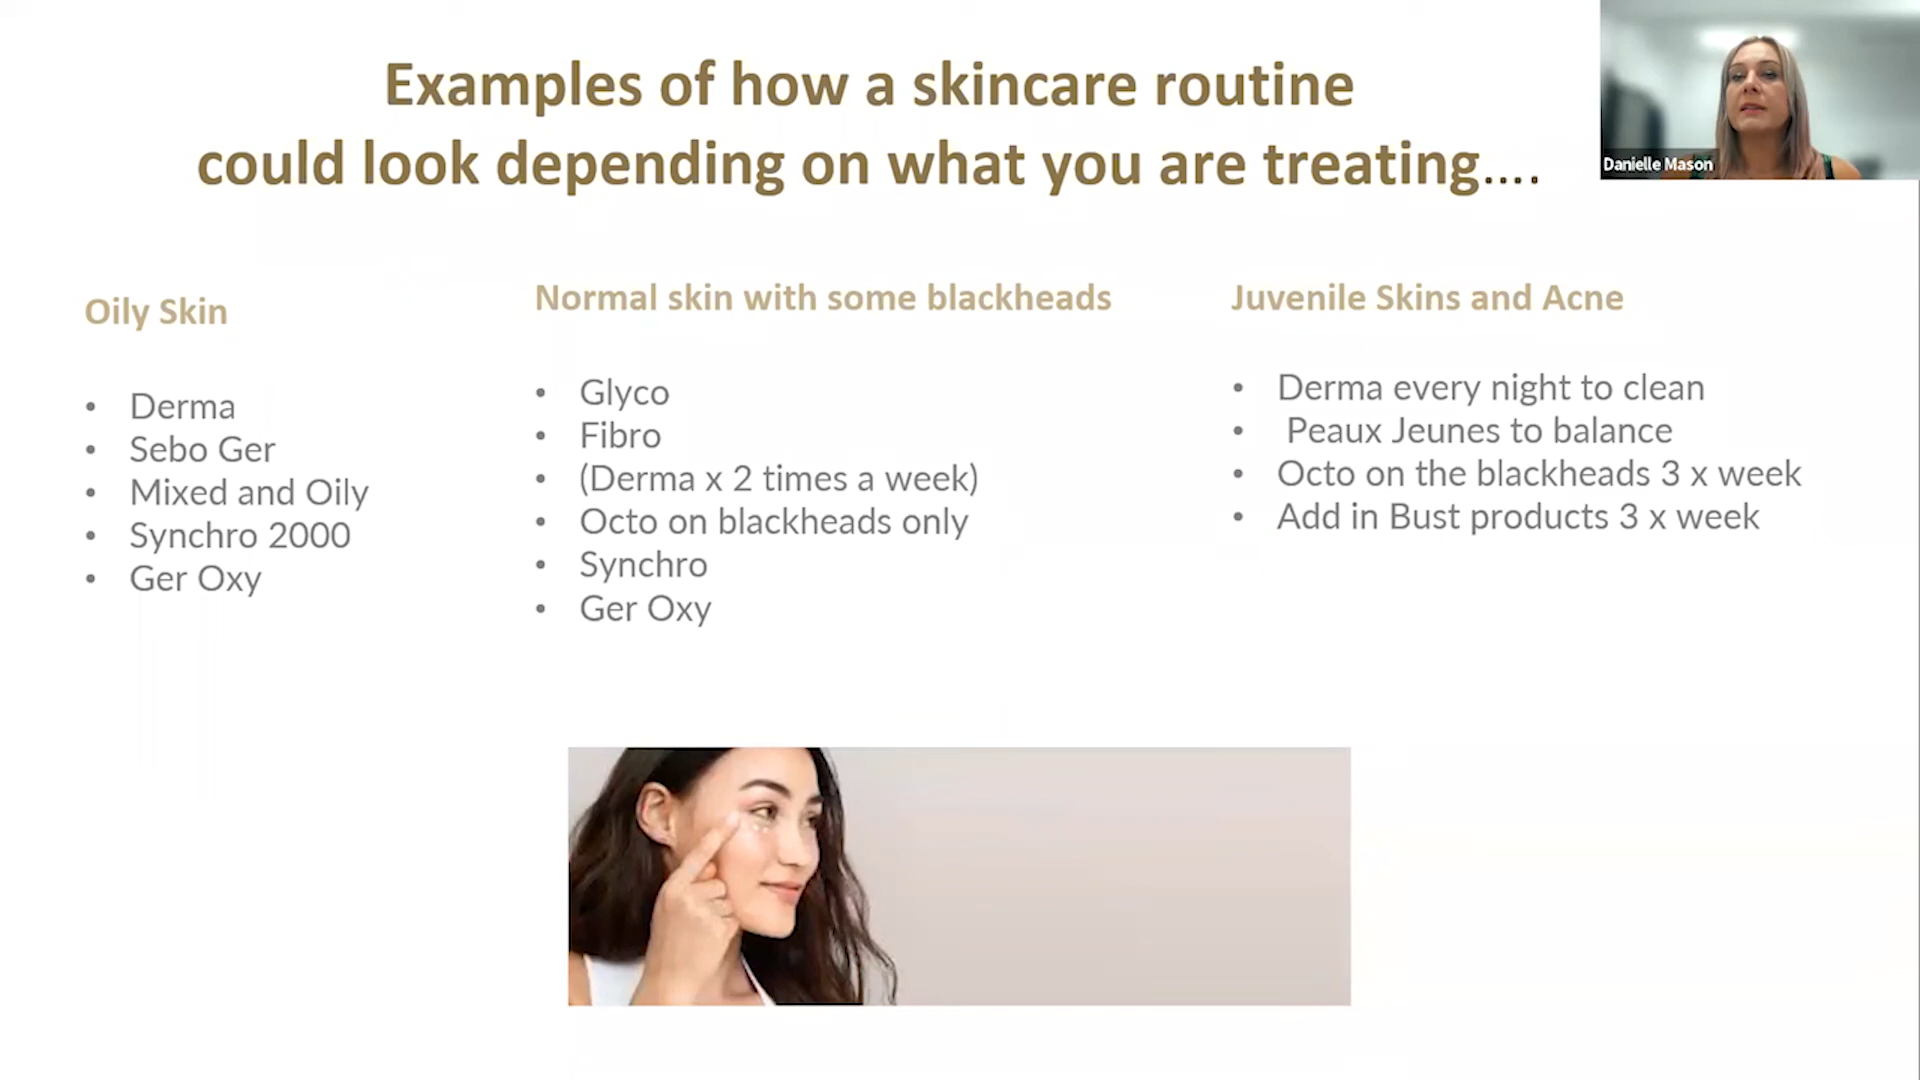 Examples of how a skincare routine
could look depending on what you are treating....
Danielle Mason
Oily Skin
• Derma
• Sebo Ger
• Mixed and Oily
• Synchro 2000
• Ger Oxy
Normal skin with some blackheads
• Glyco
• Fibro
• (Derma x 2 times a week)
• Octo on blackheads only
• Synchro
• Ger Oxy
Juvenile Skins and Acne
• Derma every night to clean
• Peaux Jeunes to balance
• Octo on the blackheads 3 x week
• Add in Bust products 3 x week